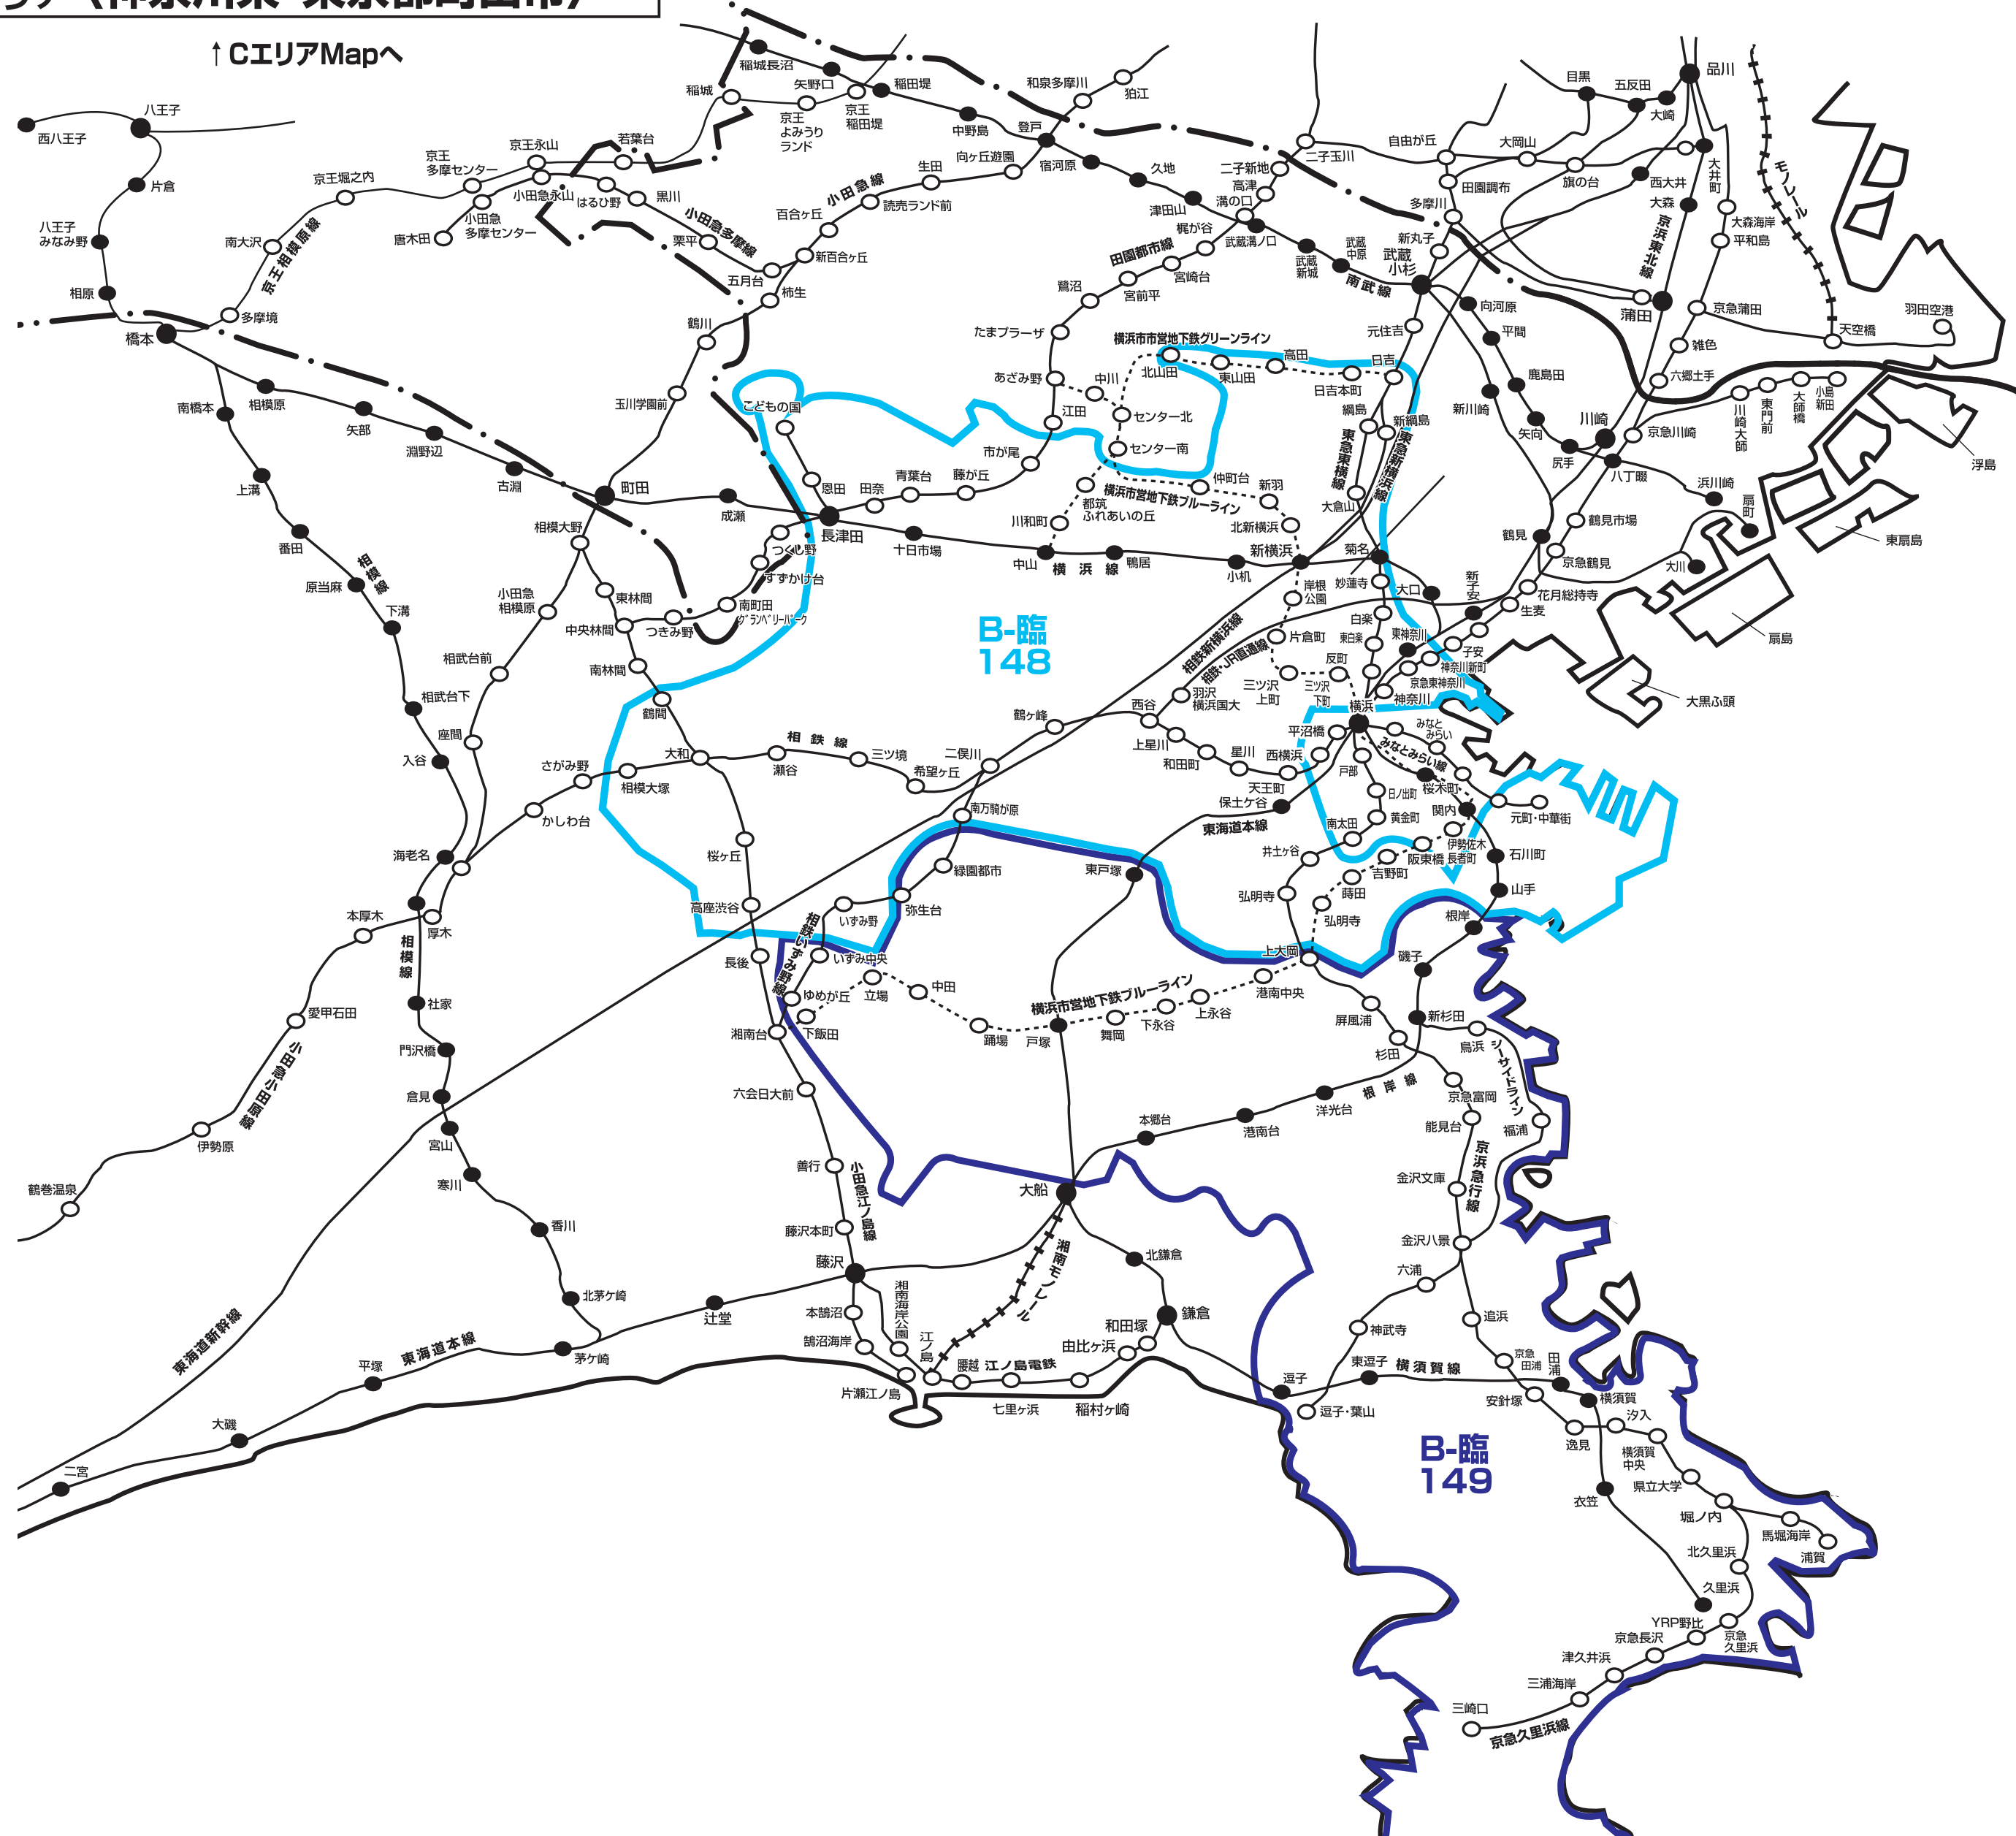 ↑CエリアMapへ
西八王子
八王子
片倉
八王子
みなみ野
相原
橋本
南橋本
相模原
矢部
淵野辺
古淵
町田
成瀬
長津田
十日市場
中山
横浜線
鴨居
小机
新横浜
菊名
大口
上溝
番田
原当麻
相模線
下溝
相武台下
入谷
海老名
厚木
本厚木
相模線
社家
門沢橋
倉見
宮山
寒川
香川
北茅ケ崎
茅ケ崎
愛甲石田
小田急小田原線
伊勢原
鶴巻温泉
東海道新幹線
東海道本線
平塚
大磯
二宮
辻堂
藤沢
大船
多摩境
南大沢
京王相模原線
京王堀之内
京王
多摩センター
京王永山
若葉台
稲城
京王
よみうり
ランド
京王
稲田堤
唐木田
小田急
多摩センター
小田急永山
はるひ野
黒川
小田急多摩線
栗平
五月台
新百合ヶ丘
百合ヶ丘
小田急線
読売ランド前
生田
向ヶ丘遊園
登戸
和泉多摩川
狛江
稲城長沼
矢野口
稲田堤
中野島
宿河原
久地
津田山
武蔵溝ノ口
武蔵
新城
武蔵
中原
南武線
武蔵
小杉
向河原
平間
鹿島田
矢向
尻手
川崎
八丁畷
浜川崎
扇町
大川
新川崎
柿生
鶴川
玉川学園前
相模大野
小田急
相模原
相武台前
座間
東林間
中央林間
南林間
鶴間
大和
桜ヶ丘
高座渋谷
長後
湘南台
六会日大前
善行
小田急江ノ島線
藤沢本町
本鵠沼
鵠沼海岸
片瀬江ノ島
つきみ野
南町田
グランベリーパーク
すずかけ台
つくし野
こどもの国
恩田
田奈
青葉台
藤が丘
市が尾
江田
あざみ野
たまプラーザ
鷺沼
宮前平
宮崎台
田園都市線
梶が谷
溝の口
高津
二子新地
二子玉川
自由が丘
大岡山
旗の台
目黒
五反田
大崎
品川
大井町
西大井
大森
京浜東北線
大森海岸
平和島
モノレール
田園調布
多摩川
新丸子
元住吉
日吉
綱島
新綱島
東急東横線
東急新横浜線
大倉山
妙蓮寺
白楽
東白楽
反町
横浜
蒲田
京急蒲田
雑色
六郷土手
天空橋
羽田空港
京急川崎
川崎大師
東門前
大師橋
小島
新田
浮島
東扇島
扇島
大黒ふ頭
鶴見
鶴見市場
京急鶴見
花月総持寺
生麦
新子安
子安
神奈川新町
京急東神奈川
東神奈川
神奈川
横浜市市営地下鉄グリーンライン
北山田
東山田
高田
日吉本町
中川
センター北
センター南
都筑
ふれあいの丘
川和町
横浜市営地下鉄ブルーライン
仲町台
新羽
北新横浜
岸根
公園
片倉町
三ツ沢
上町
三ツ沢
下町
B-臨
148
相鉄新横浜線
相鉄・JR直通線
羽沢
横浜国大
西谷
鶴ヶ峰
二俣川
希望ヶ丘
三ツ境
瀬谷
相鉄線
相模大塚
さがみ野
かしわ台
上星川
和田町
星川
天王町
西横浜
平沼橋
保土ケ谷
東海道本線
東戸塚
戸塚
南万騎が原
緑園都市
弥生台
いずみ野
相鉄いずみ野線
いずみ中央
ゆめが丘
下飯田
立場
中田
踊場
横浜市営地下鉄ブルーライン
舞岡
下永谷
上永谷
港南中央
上大岡
弘明寺
蒔田
吉野町
阪東橋
伊勢佐木
長者町
関内
桜木町
みなと
みらい
みなとみらい線
元町・中華街
石川町
山手
根岸
磯子
新杉田
戸部
日ノ出町
黄金町
南太田
井土ヶ谷
弘明寺
屏風浦
杉田
京急富岡
能見台
京浜急行線
金沢文庫
金沢八景
鳥浜
シーサイドライン
福浦
根岸線
洋光台
港南台
本郷台
六浦
神武寺
逗子・葉山
追浜
京急
田浦
安針塚
逸見
汐入
横須賀
中央
県立大学
堀ノ内
馬堀海岸
浦賀
北久里浜
久里浜
京急
久里浜
YRP野比
京急長沢
津久井浜
三浦海岸
三崎口
京急久里浜線
田浦
横須賀
衣笠
横須賀線
東逗子
逗子
鎌倉
北鎌倉
湘南モノレール
和田塚
由比ヶ浜
稲村ヶ崎
七里ヶ浜
江ノ島電鉄
腰越
江ノ島
湘南海岸公園
B-臨
149